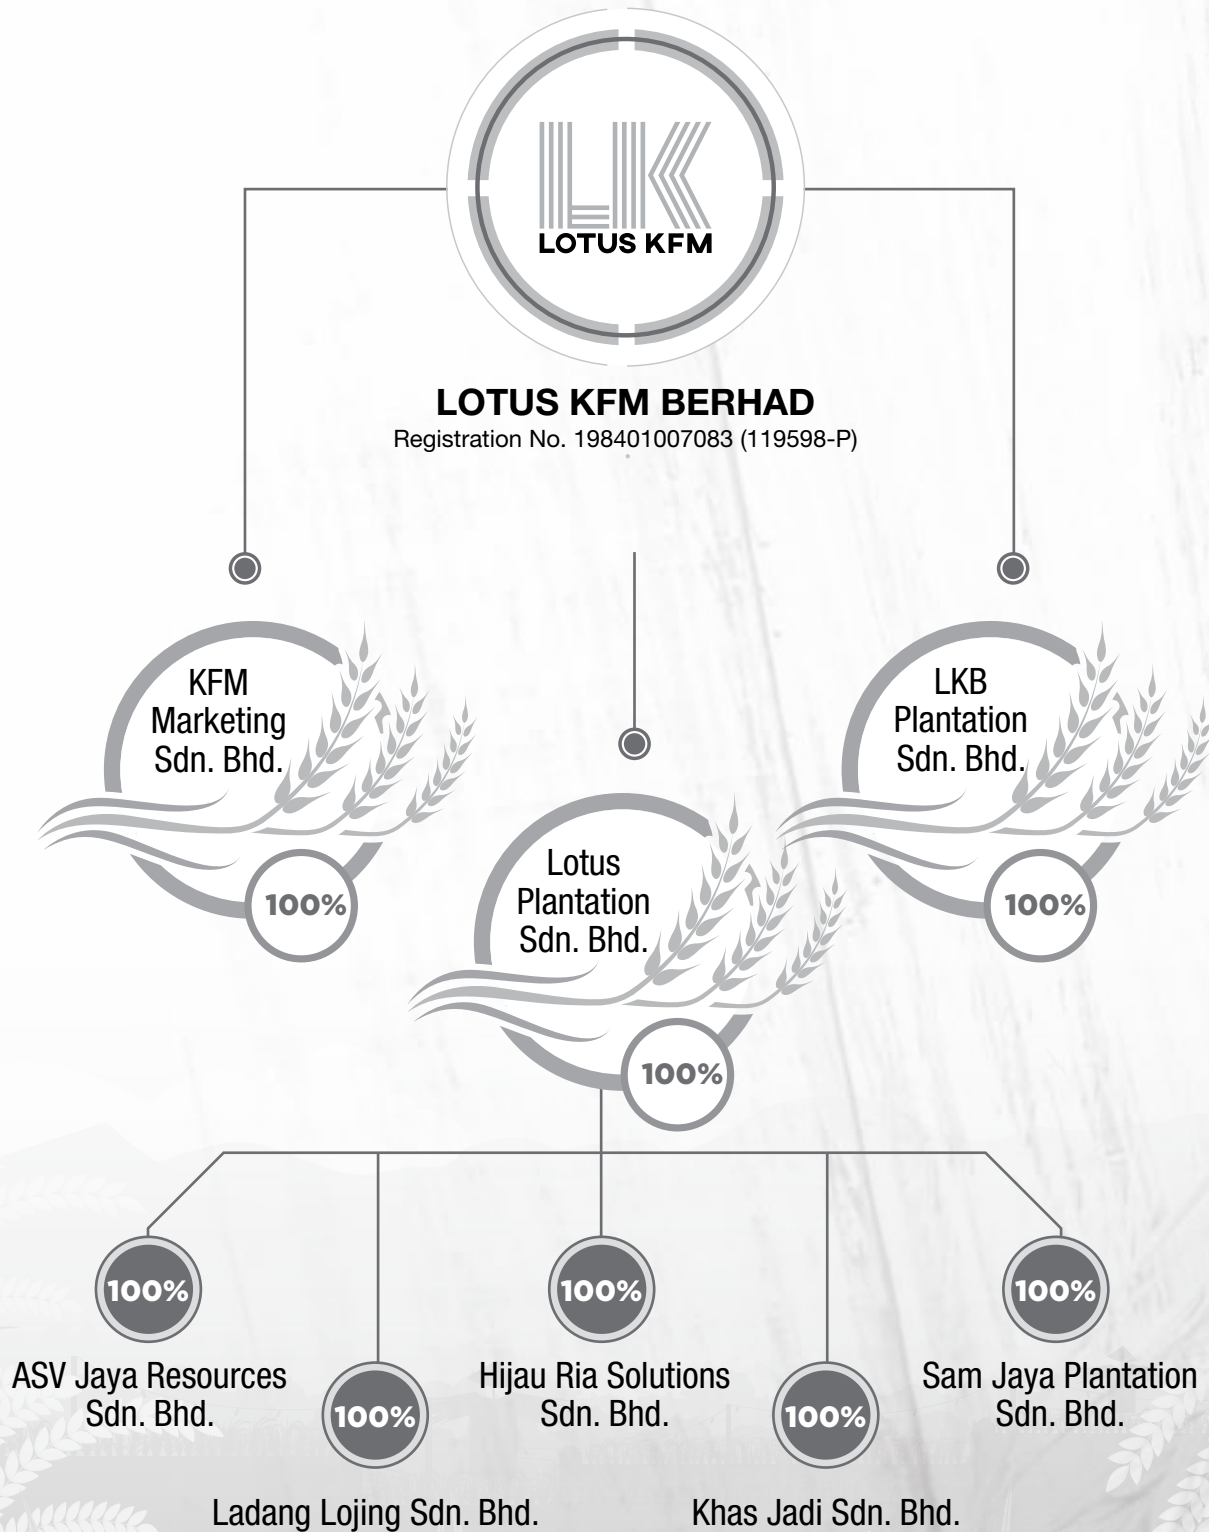 LK
LOTUS KFM
LOTUS KFM BERHAD
Registration No. 198401007083 (119598-P)
KFM
Marketing
Sdn. Bhd.
100%
LKB
Plantation
Sdn. Bhd.
100%
Lotus
Plantation
Sdn. Bhd.
100%
100%
ASV Jaya Resources
Sdn. Bhd.
100%
Ladang Lojing Sdn. Bhd.
100%
Hijau Ria Solutions
Sdn. Bhd.
100%
Khas Jadi Sdn. Bhd.
100%
Sam Jaya Plantation
Sdn. Bhd.